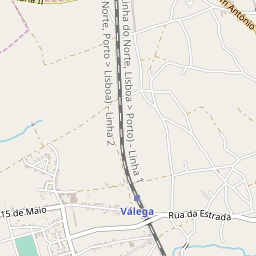 do Norte, Porto > Lisboa) - Linha 2
Linha do Norte, Lisboa > Porto) - Linha 1
António
Válega
15 de Maio
Rua da Estrada